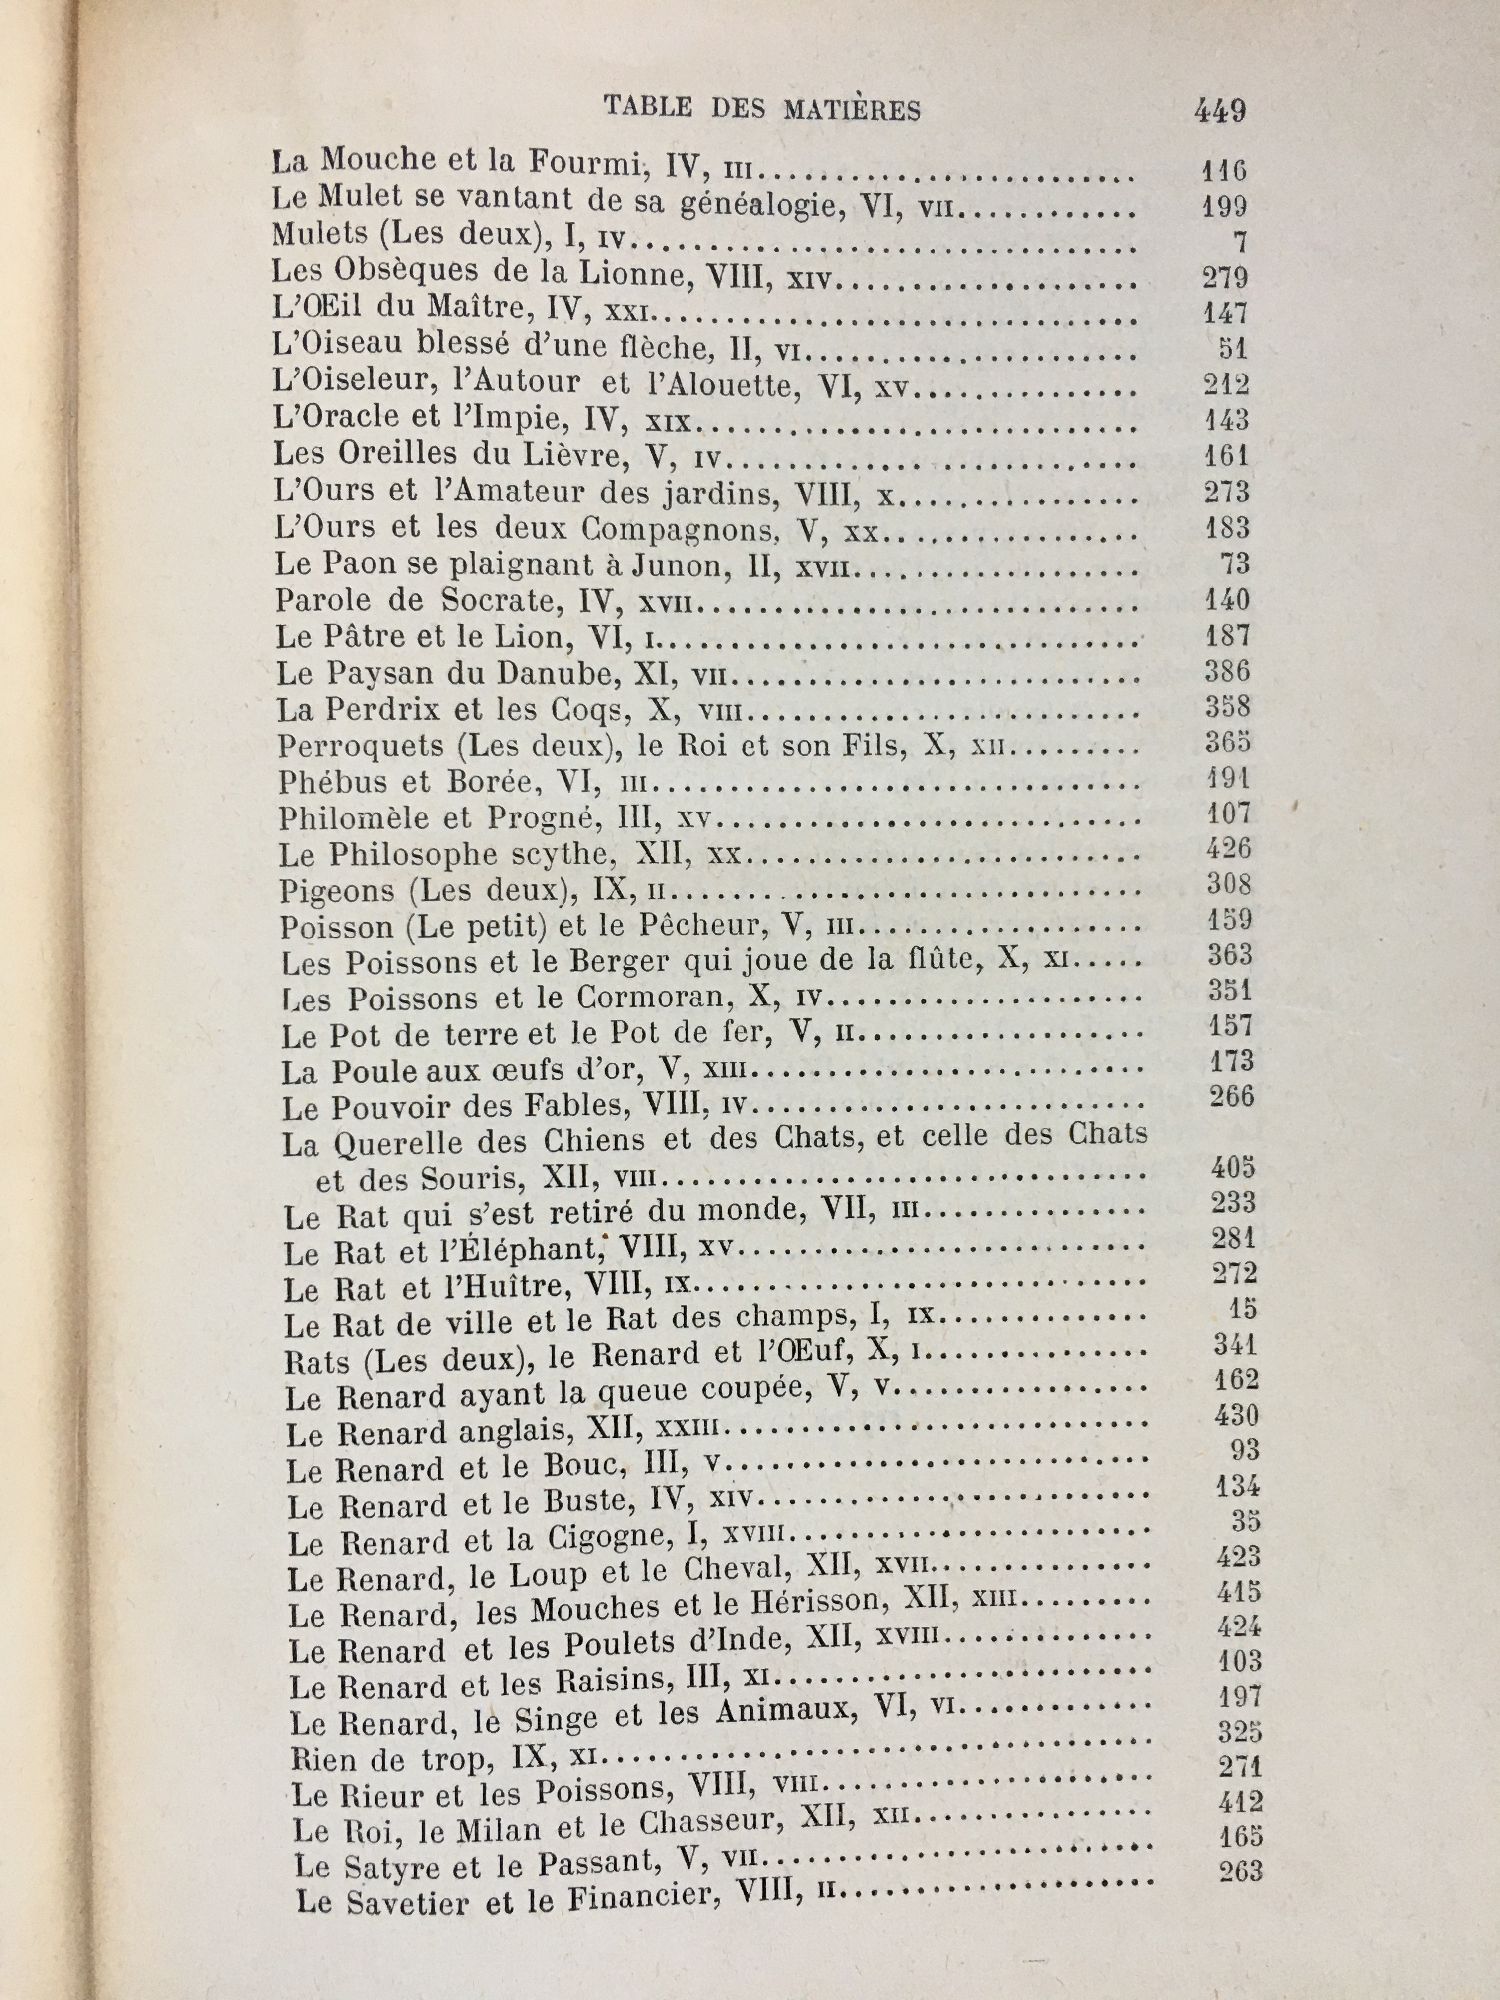 TABLE DES MATIÈRES 449
La Mouche et la Fourmi, IV, III.......................... 116
Le Mulet se vantant de sa généalogie, VI, VII............ 199
Mulets (Les deux), I, IV................................. 7
Les Obsèques de la Lionne, VIII, XIV.................... 279
L'Œil du Maître, IV, XXI................................ 147
L'Oiseau blessé d'une flèche, II, VI...................... 51
L'Oiseleur, l'Autour et l'Alouette, VI, XV............... 212
L'Oracle et l'Impie, IV, XIX............................. 143
Les Oreilles du Lièvre, V, IV........................... 161
L'Ours et l'Amateur des jardins, VIII, X................ 273
L'Ours et les deux Compagnons, V, XX................. 183
Le Paon se plaignant à Junon, II, XVII................... 73
Parole de Socrate, IV, XVII............................. 140
Le Pâtre et le Lion, VI, I................................ 187
Le Paysan du Danube, XI, VII........................... 386
La Perdrix et les Coqs, X, VIII.......................... 358
Perroquets (Les deux), le Roi et son Fils, X, XII......... 365
Phébus et Borée, VI, III................................ 191
Philomèle et Progné, III, XV............................ 107
Le Philosophe scythe, XII, XX.......................... 426
Pigeons (Les deux), IX, II............................... 308
Poisson (Le petit) et le Pêcheur, V, III................... 159
Les Poissons et le Berger qui joue de la flûte, X, XI..... 363
Les Poissons et le Cormoran, X, IV..................... 351
Le Pot de terre et le Pot de fer, V, II................... 157
La Poule aux œufs d'or, V, XIII.......................... 173
Le Pouvoir des Fables, VIII, IV.......................... 266
La Querelle des Chiens et des Chats, et celle des Chats
et des Souris, XII, VIII................................ 405
Le Rat qui s'est retiré du monde, VII, III............... 233
Le Rat et l'Éléphant, VIII, XV........................... 281
Le Rat et l'Huître, VIII, IX.............................. 272
Le Rat de ville et le Rat des champs, I, IX.............. 15
Rats (Les deux), le Renard et l'Œuf, X, I............... 341
Le Renard ayant la queue coupée, V, V................. 162
Le Renard anglais, XII, XXIII............................ 430
Le Renard et le Bouc, III, V............................ 93
Le Renard et le Buste, IV, XIV.......................... 134
Le Renard et la Cigogne, I, XVIII........................ 35
Le Renard, le Loup et le Cheval, XII, XVII............... 423
Le Renard, les Mouches et le Hérisson, XII, XIII......... 415
Le Renard et les Poulets d'Inde, XII, XVIII.............. 424
Le Renard et les Raisins, III, XI......................... 103
Le Renard, le Singe et les Animaux, VI, VI............. 197
Rien de trop, IX, XI.................................... 325
Le Rieur et les Poissons, VIII, VIII...................... 271
Le Roi, le Milan et le Chasseur, XII, XII................ 412
Le Satyre et le Passant, V, VII.......................... 165
Le Savetier et le Financier, VIII, II..................... 263